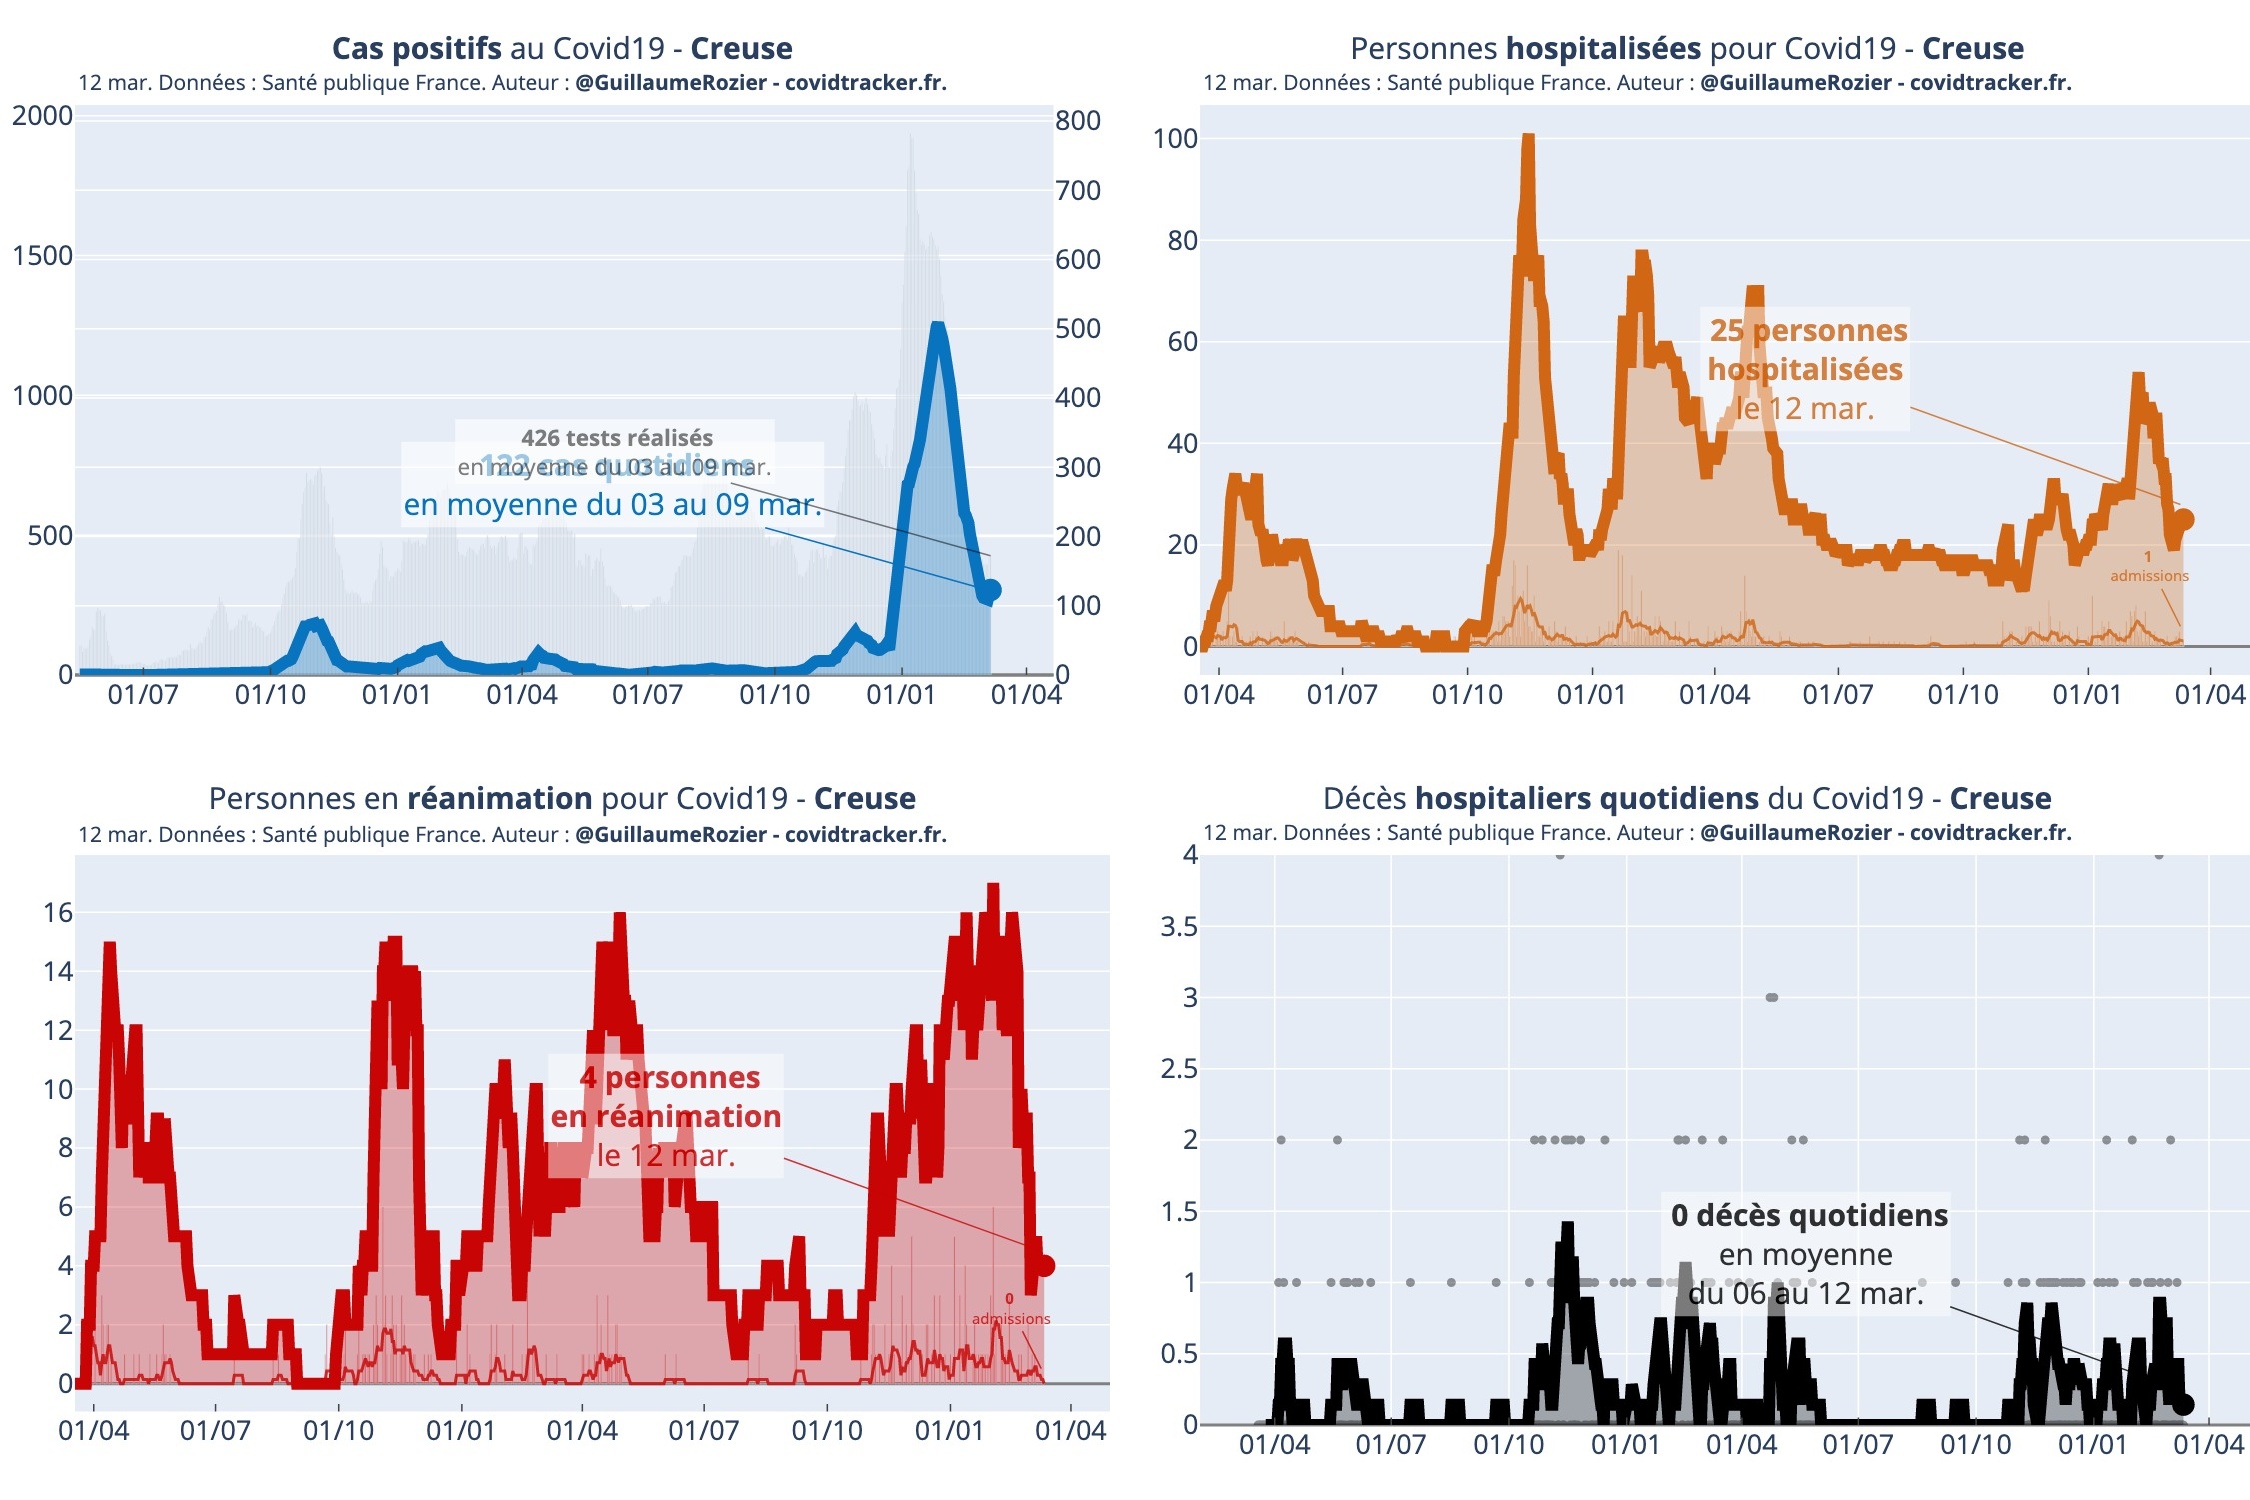 Cas positifs au Covid19 - Creuse
12 mar. Données : Santé publique France. Auteur : @GuillaumeRozier - covidtracker.fr.
2000
1500
1000
500
0
800
700
600
500
400
300
200
100
0
426 tests réalisés
en moyenne du 03 au 09 mar.
122 cas quotidiens
en moyenne du 03 au 09 mar.
01/07 01/10 01/01 01/04 01/07 01/10 01/01 01/04
Personnes hospitalisées pour Covid19 - Creuse
12 mar. Données : Santé publique France. Auteur : @GuillaumeRozier - covidtracker.fr.
100
80
60
40
20
0
25 personnes
hospitalisées
le 12 mar.
1
admissions
01/04 01/07 01/10 01/01 01/04 01/07 01/10 01/01 01/04
Personnes en réanimation pour Covid19 - Creuse
12 mar. Données : Santé publique France. Auteur : @GuillaumeRozier - covidtracker.fr.
16
14
12
10
8
6
4
2
0
4 personnes
en réanimation
le 12 mar.
0
admissions
01/04 01/07 01/10 01/01 01/04 01/07 01/10 01/01 01/04
Décès hospitaliers quotidiens du Covid19 - Creuse
12 mar. Données : Santé publique France. Auteur : @GuillaumeRozier - covidtracker.fr.
4
3.5
3
2.5
2
1.5
1
0.5
0
0 décès quotidiens
en moyenne
du 06 au 12 mar.
01/04 01/07 01/10 01/01 01/04 01/07 01/10 01/01 01/04